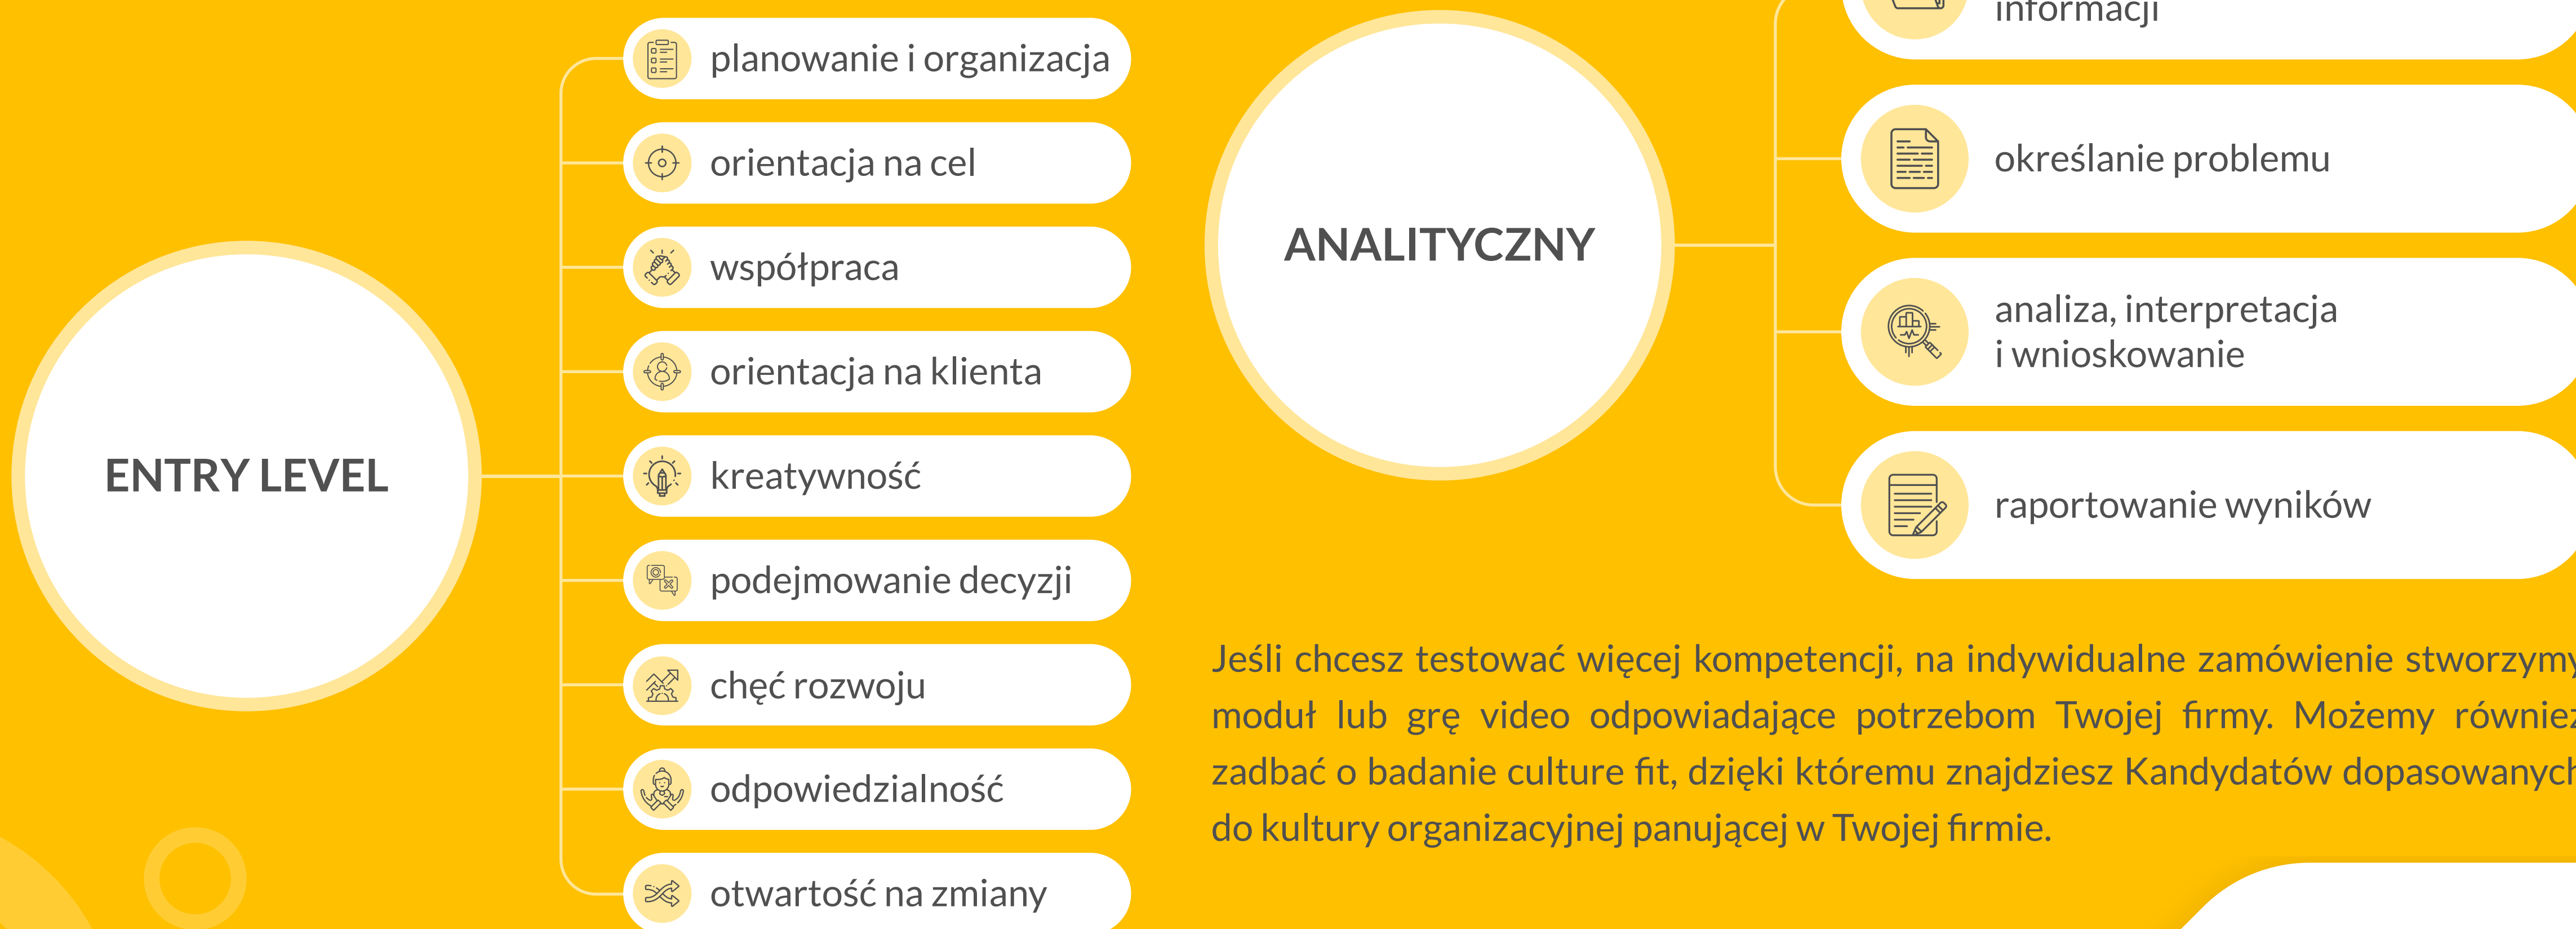 ENTRY LEVEL
planowanie i organizacja
orientacja na cel
współpraca
orientacja na klienta
kreatywność
podejmowanie decyzji
chęć rozwoju
odpowiedzialność
otwartość na zmiany
ANALITYCZNY
informacji
określanie problemu
analiza, interpretacja
i wnioskowanie
raportowanie wyników
Jeśli chcesz testować więcej kompetencji, na indywidualne zamówienie stworzymy
moduł lub grę video odpowiadające potrzebom Twojej firmy. Możemy również
zadbać o badanie culture fit, dzięki któremu znajdziesz Kandydatów dopasowanych
do kultury organizacyjnej panującej w Twojej firmie.